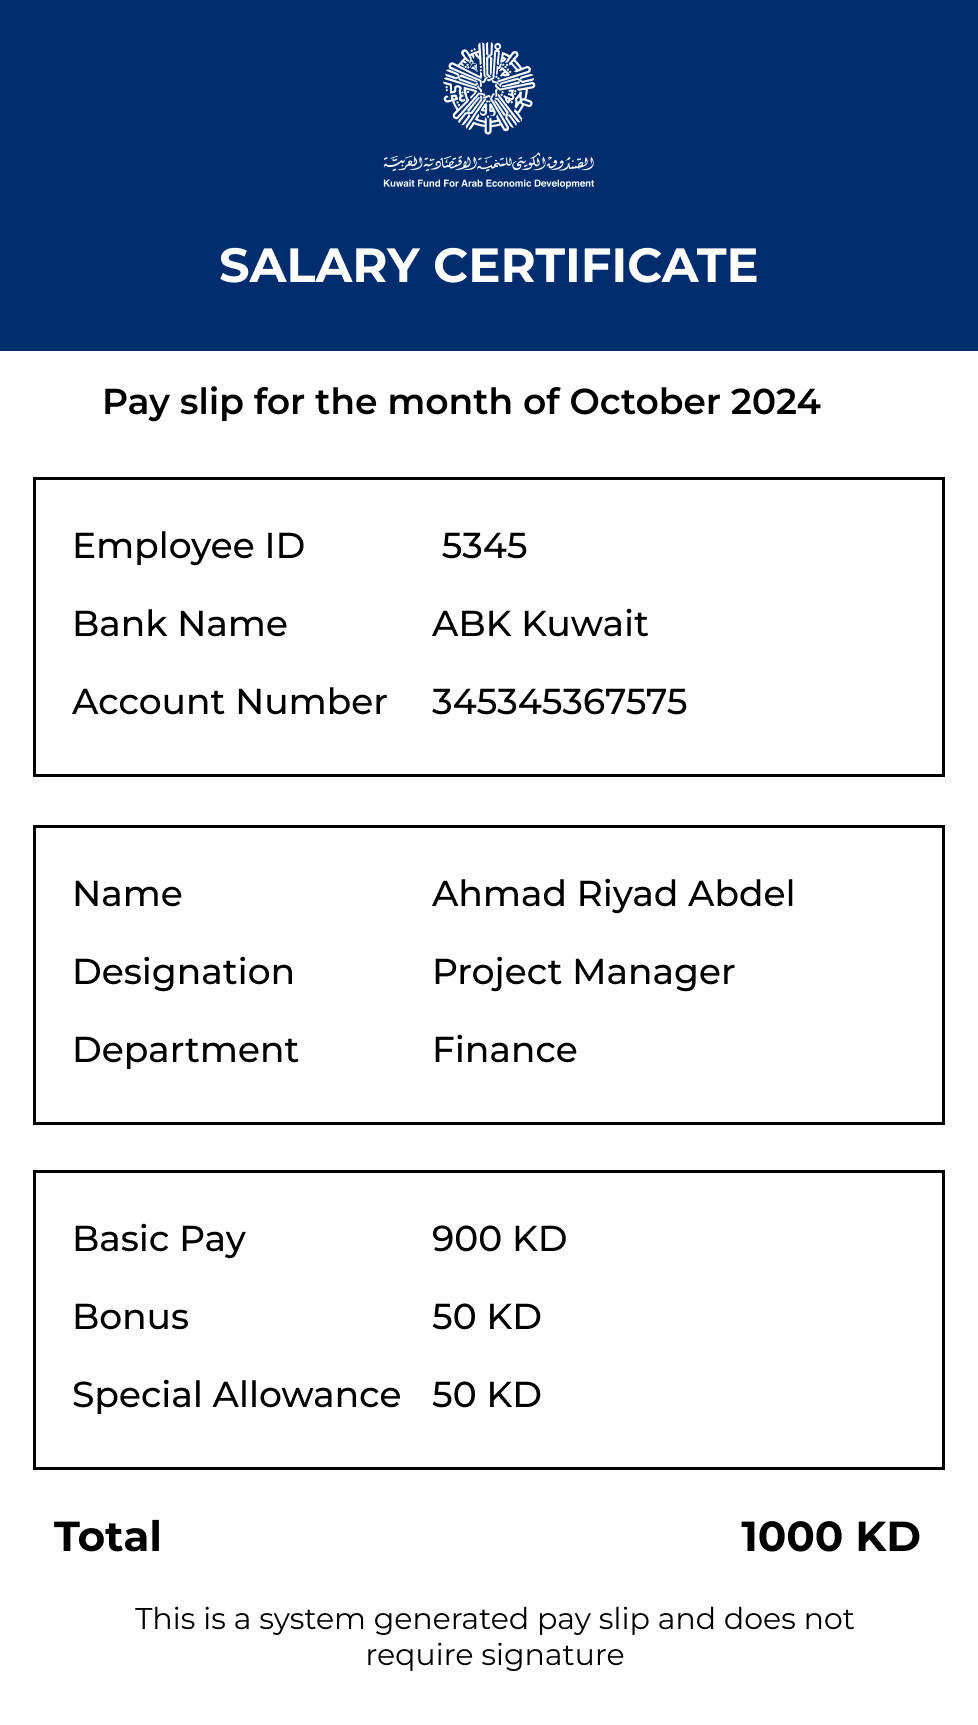 الصندوق الكويتي للتنمية الاقتصادية العربية
Kuwait Fund For Arab Economic Development
SALARY CERTIFICATE
Pay slip for the month of October 2024
Employee ID 5345
Bank Name ABK Kuwait
Account Number 345345367575
Name Ahmad Riyad Abdel
Designation Project Manager
Department Finance
Basic Pay 900 KD
Bonus 50 KD
Special Allowance 50 KD
Total 1000 KD
This is a system generated pay slip and does not
require signature